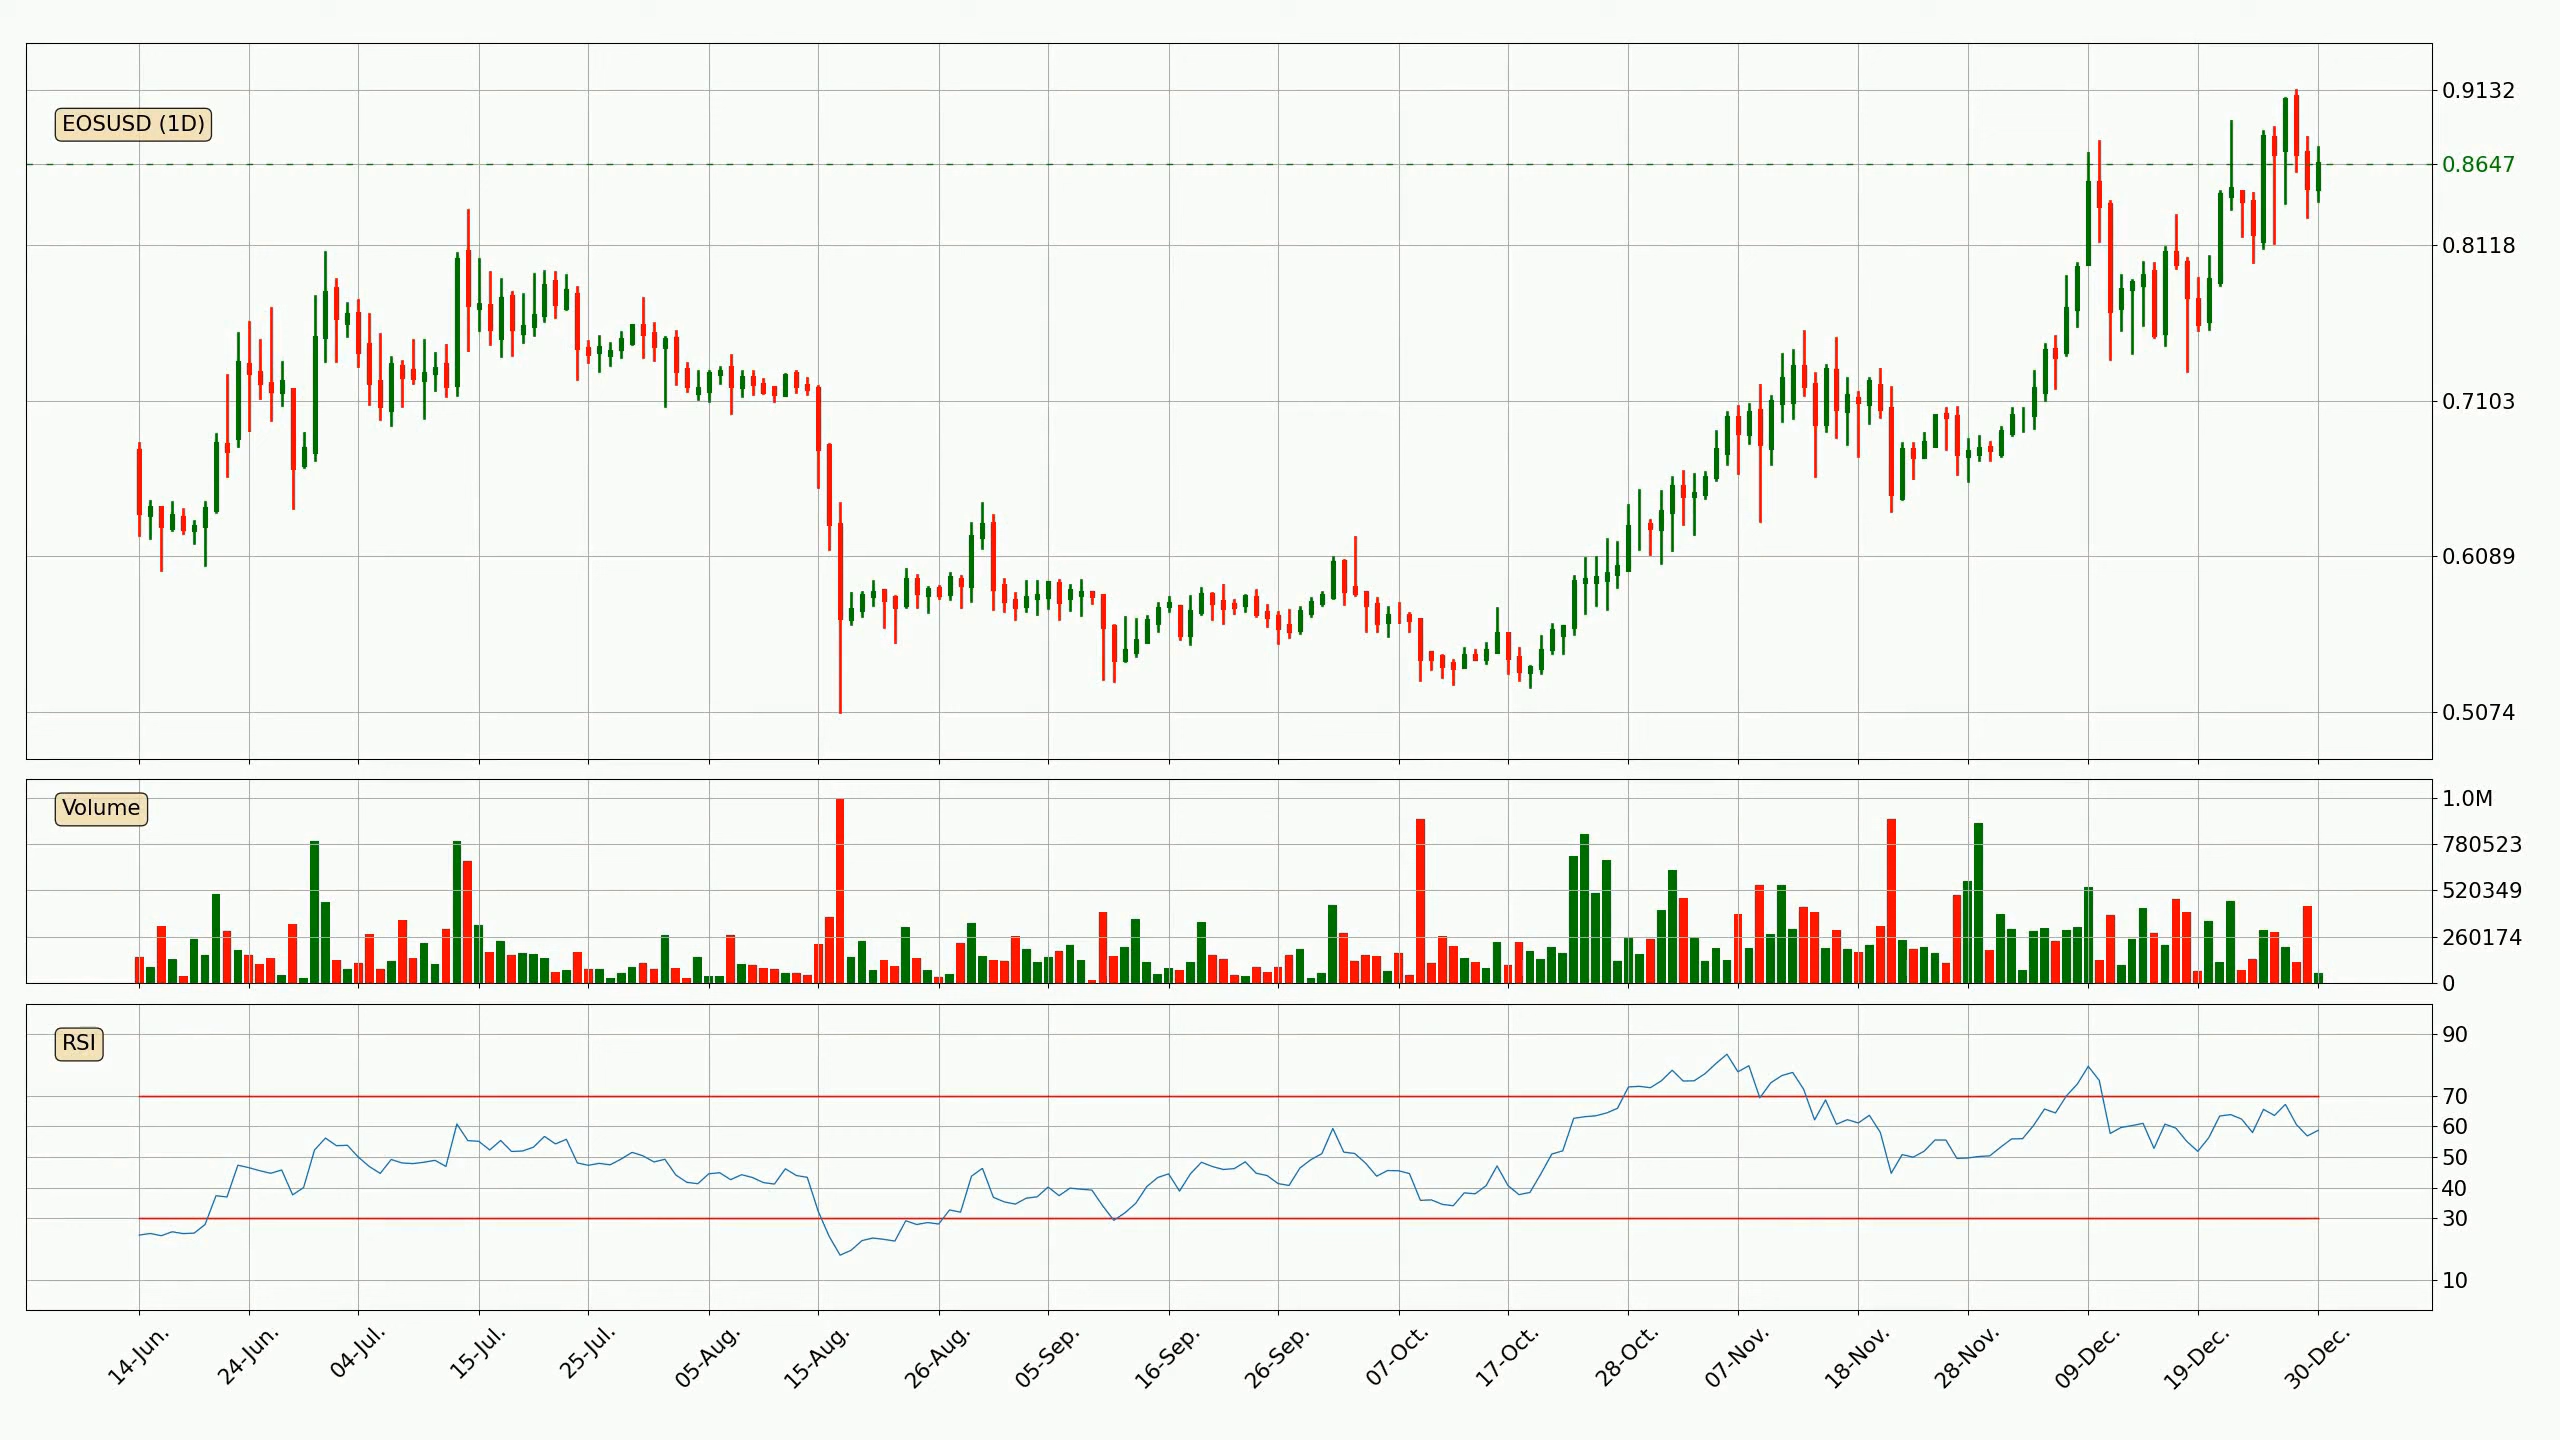 EOSUSD (1D)
0.9132
0.8647
0.8118
0.7103
0.6089
0.5074
Volume
1.0M
780523
520349
260174
0
RSI
90
70
60
50
40
30
10
14-Jun.
24-Jun.
04-Jul.
15-Jul.
25-Jul.
05-Aug.
15-Aug.
26-Aug.
05-Sep.
16-Sep.
26-Sep.
07-Oct.
17-Oct.
28-Oct.
07-Nov.
18-Nov.
28-Nov.
09-Dec.
19-Dec.
30-Dec.